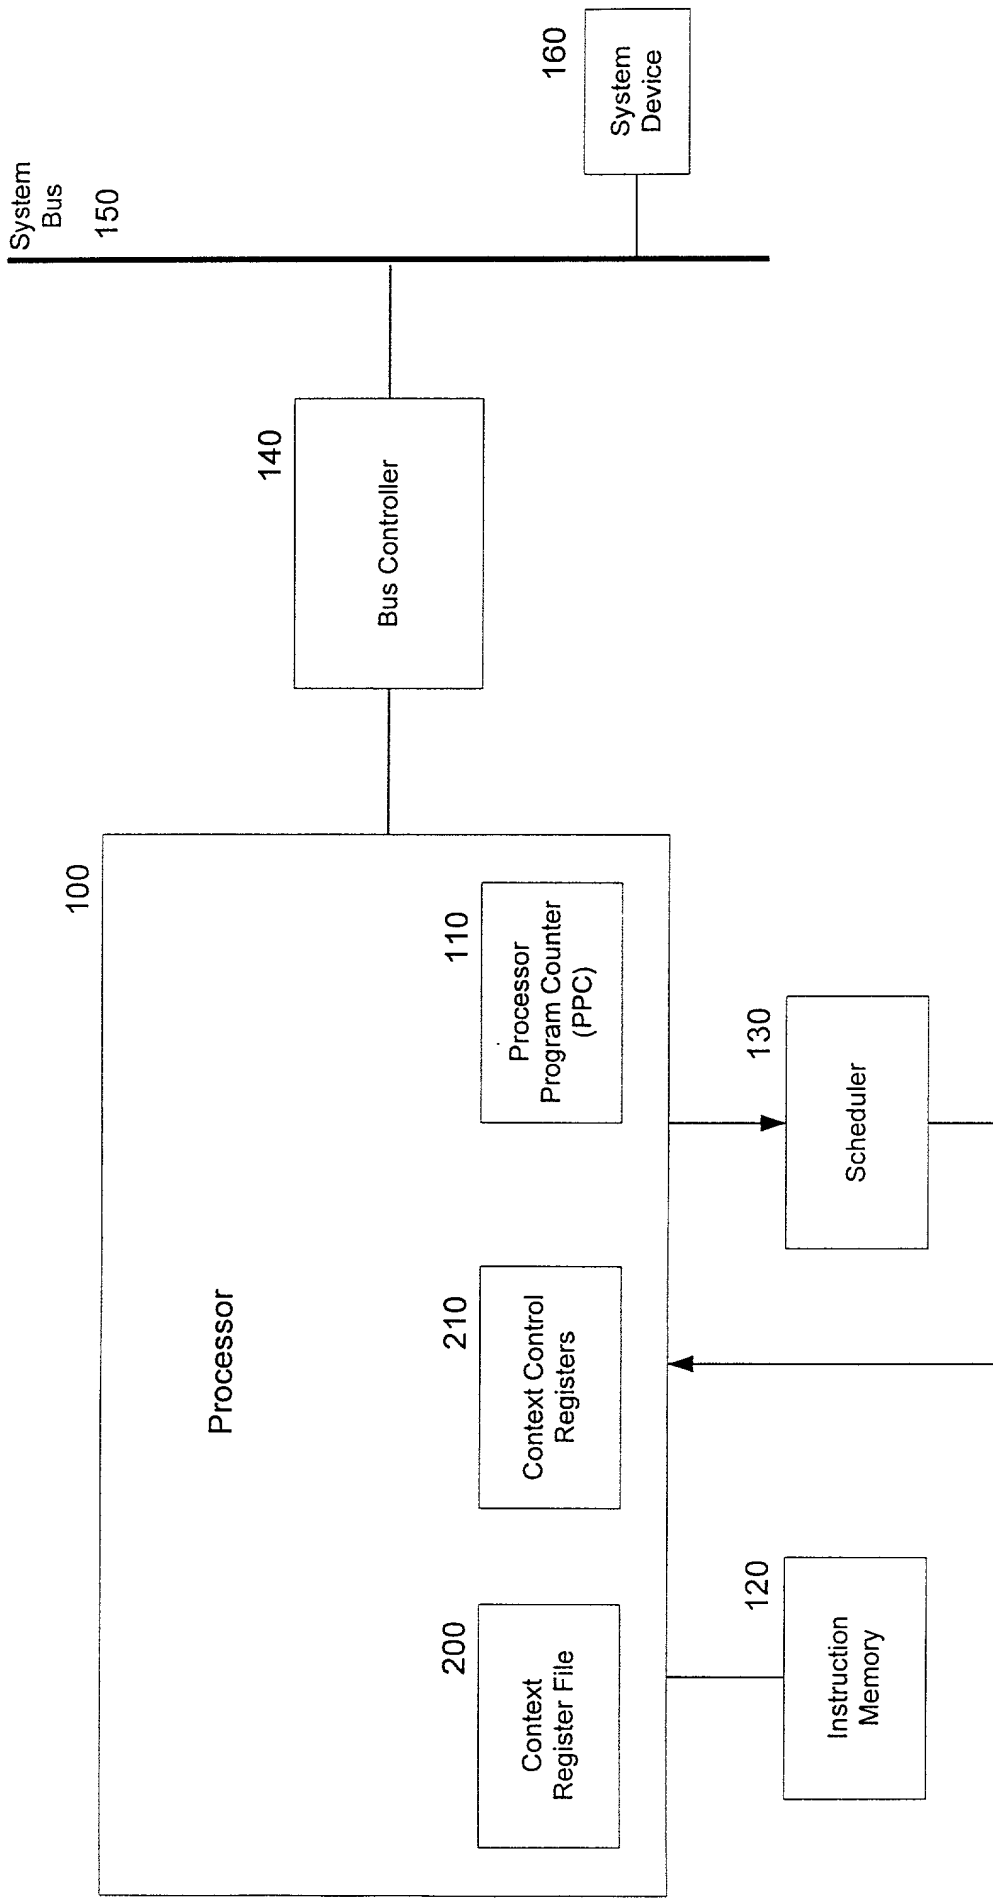 Processor
100
Context
Register File
200
Context Control
Registers
210
Processor
Program Counter
(PPC)
110
Instruction
Memory
120
Scheduler
130
Bus Controller
140
System
Bus
150
System
Device
160